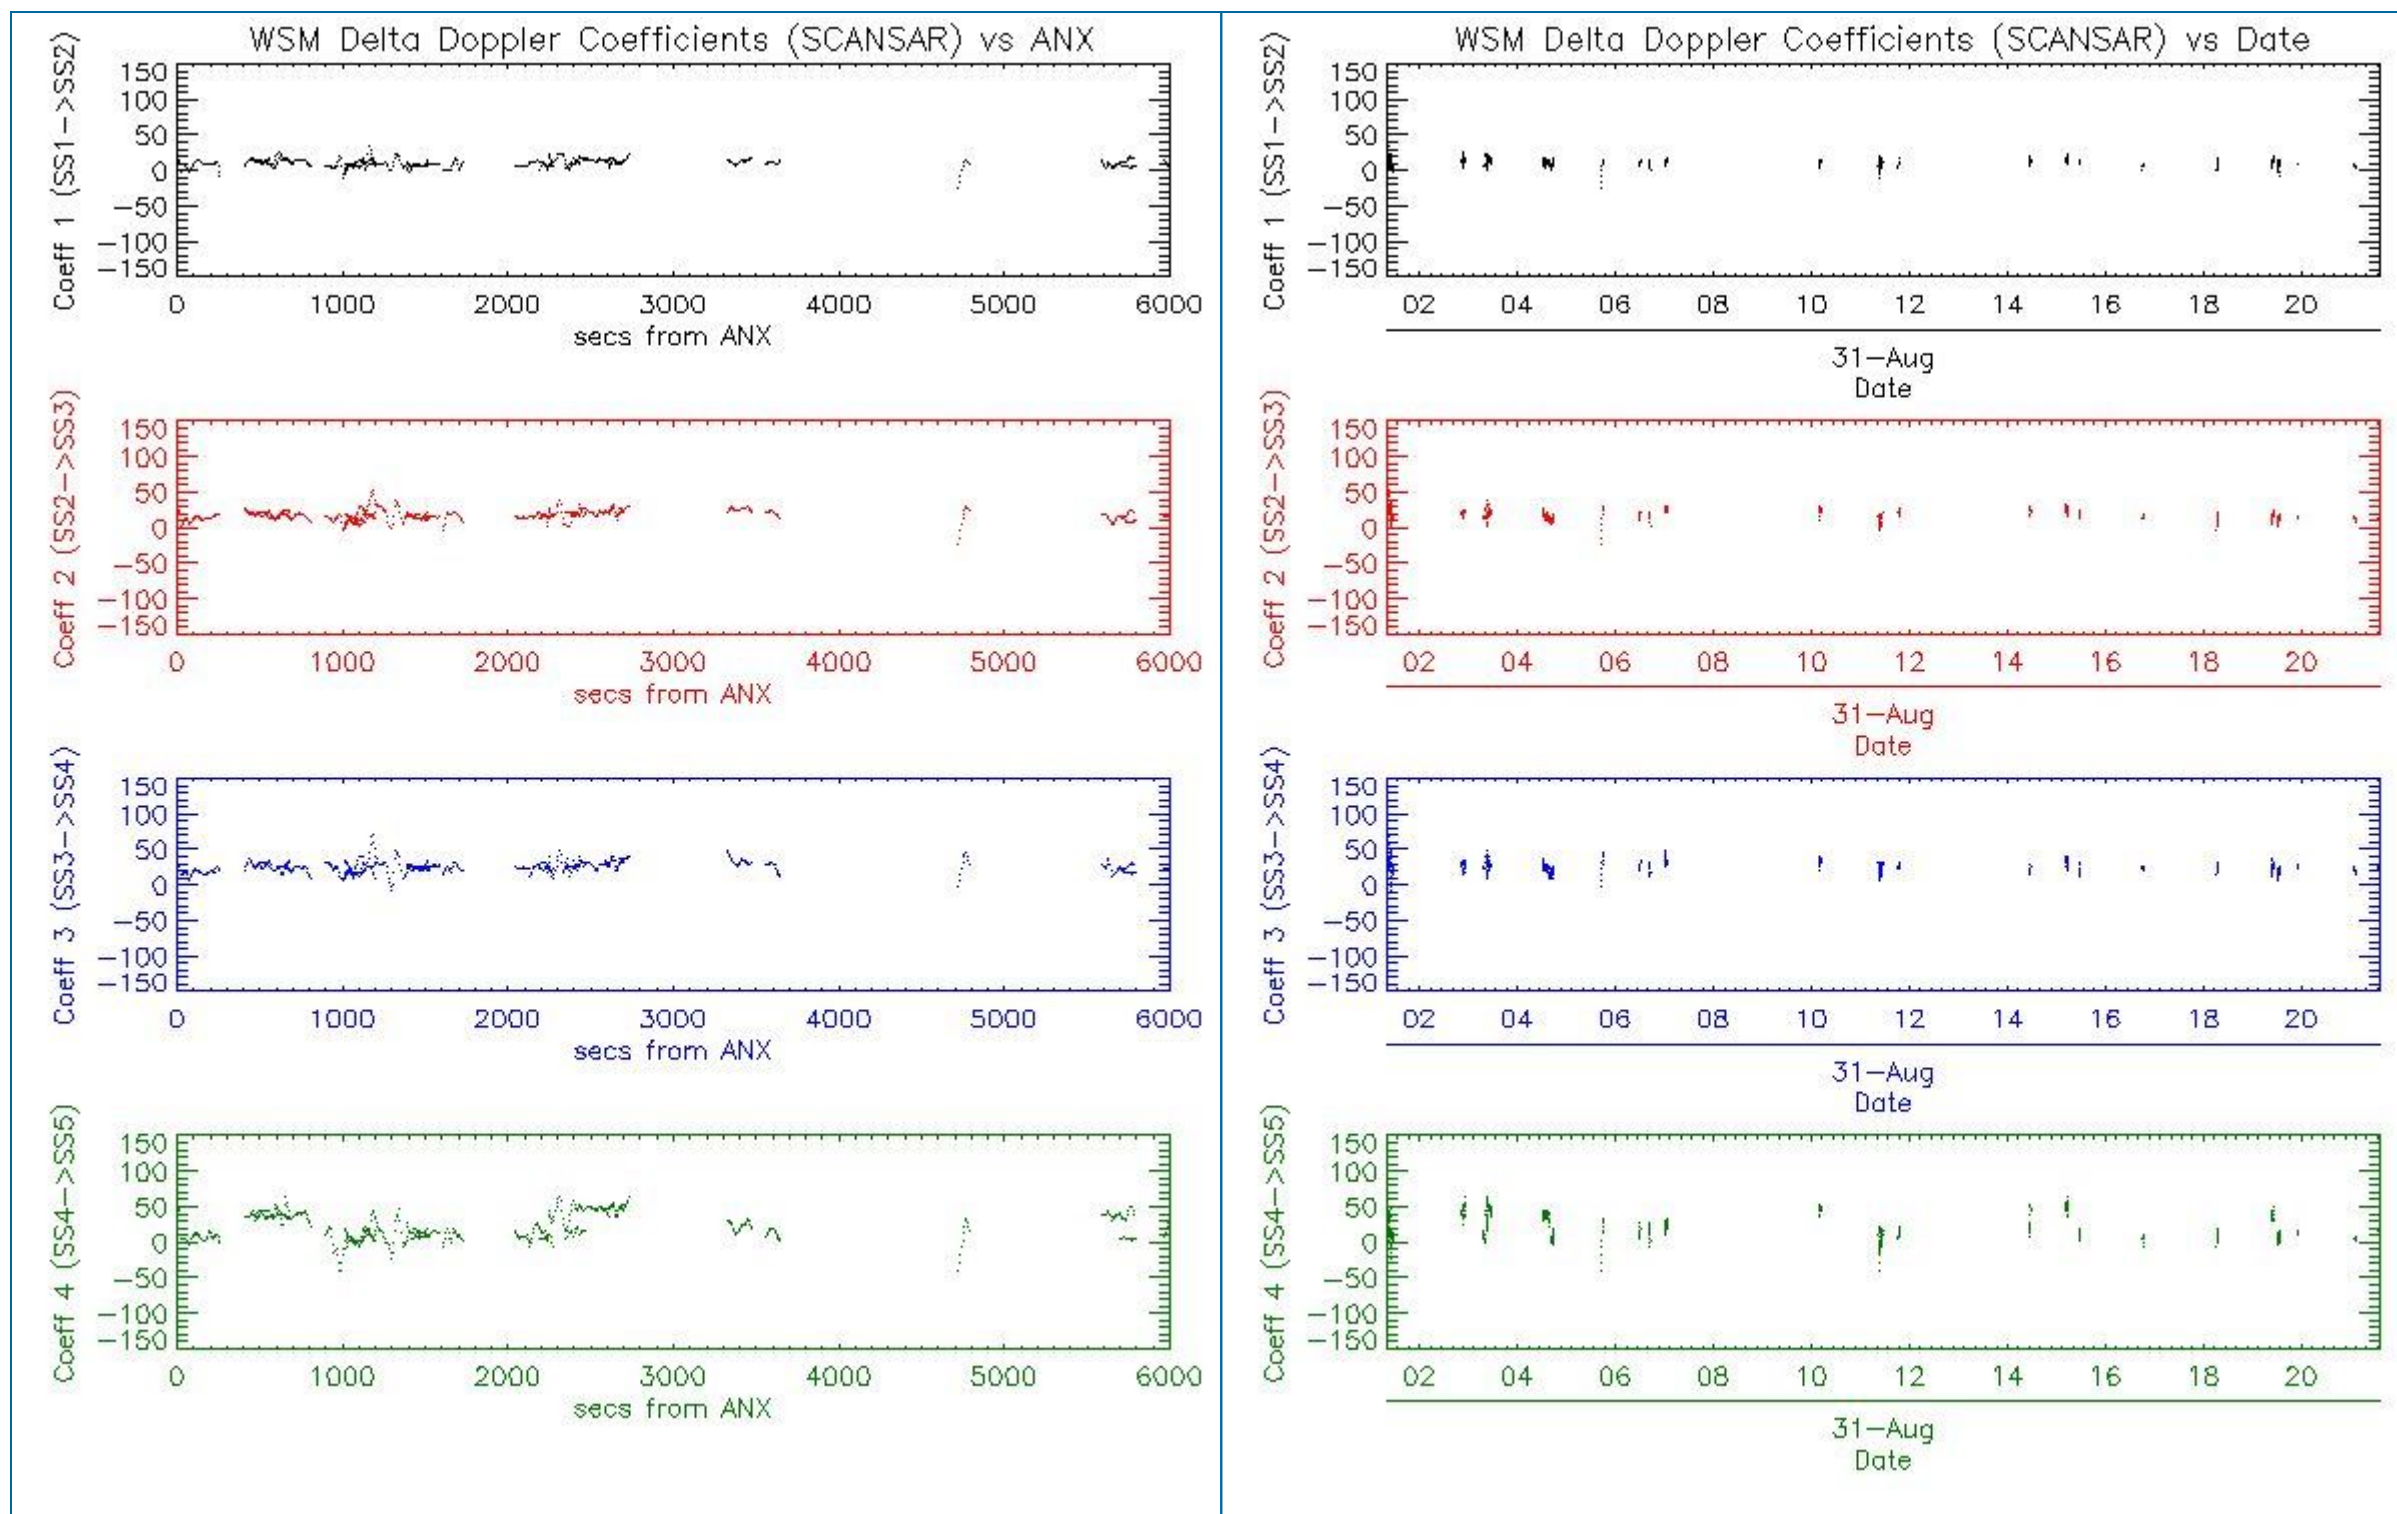 WSM Delta Doppler Coefficients (SCANSAR) vs ANX
Coeff 1 (SS1->SS2)
150
100
50
0
-50
-100
-150
0 1000 2000 3000 4000 5000 6000
secs from ANX
Coeff 2 (SS2->SS3)
150
100
50
0
-50
-100
-150
0 1000 2000 3000 4000 5000 6000
secs from ANX
Coeff 3 (SS3->SS4)
150
100
50
0
-50
-100
-150
0 1000 2000 3000 4000 5000 6000
secs from ANX
Coeff 4 (SS4->SS5)
150
100
50
0
-50
-100
-150
0 1000 2000 3000 4000 5000 6000
secs from ANX
WSM Delta Doppler Coefficients (SCANSAR) vs Date
Coeff 1 (SS1->SS2)
150
100
50
0
-50
-100
-150
02 04 06 08 10 12 14 16 18 20
31-Aug
Date
Coeff 2 (SS2->SS3)
150
100
50
0
-50
-100
-150
02 04 06 08 10 12 14 16 18 20
31-Aug
Date
Coeff 3 (SS3->SS4)
150
100
50
0
-50
-100
-150
02 04 06 08 10 12 14 16 18 20
31-Aug
Date
Coeff 4 (SS4->SS5)
150
100
50
0
-50
-100
-150
02 04 06 08 10 12 14 16 18 20
31-Aug
Date